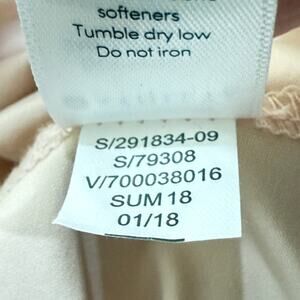 softeners
Tumble dry low
Do not iron
S/291834-09
S/79308
V/700038016
SUM 18
01/18